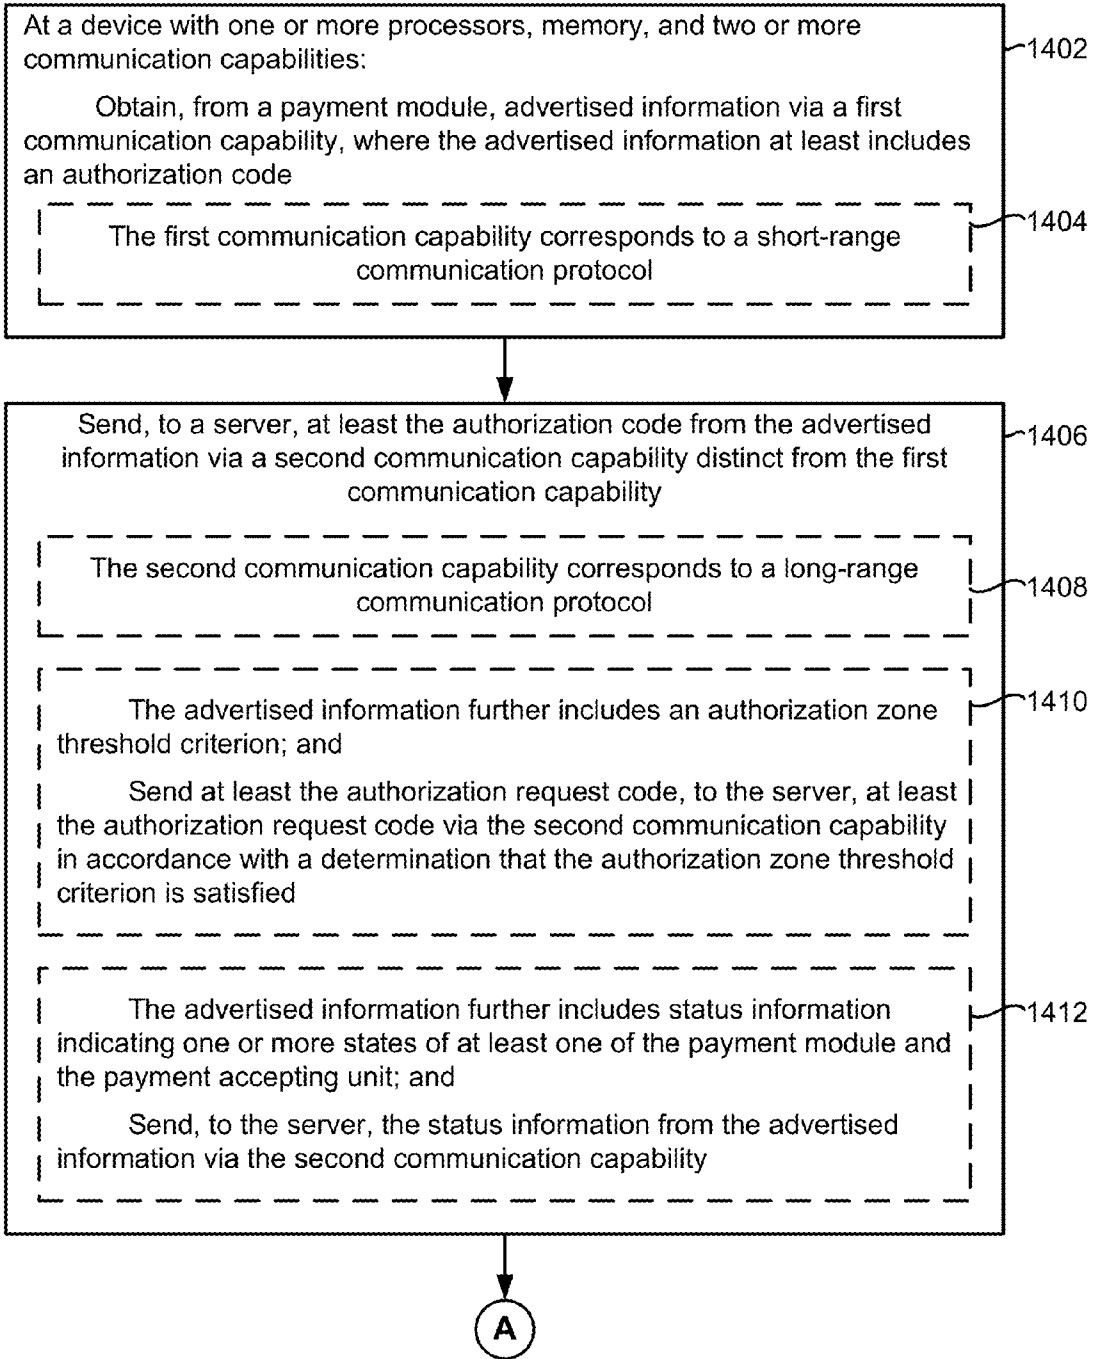 At a device with one or more processors, memory, and two or more
communication capabilities:
1402
Obtain, from a payment module, advertised information via a first
communication capability, where the advertised information at least includes
an authorization code
1404
The first communication capability corresponds to a short-range
communication protocol
Send, to a server, at least the authorization code from the advertised
1406
information via a second communication capability distinct from the first
communication capability
The second communication capability corresponds to a long-range
1408
communication protocol
The advertised information further includes an authorization zone
1410
threshold criterion; and
Send at least the authorization request code, to the server, at least
the authorization request code via the second communication capability
in accordance with a determination that the authorization zone threshold
criterion is satisfied
The advertised information further includes status information
1412
indicating one or more states of at least one of the payment module and
the payment accepting unit; and
Send, to the server, the status information from the advertised
information via the second communication capability
A